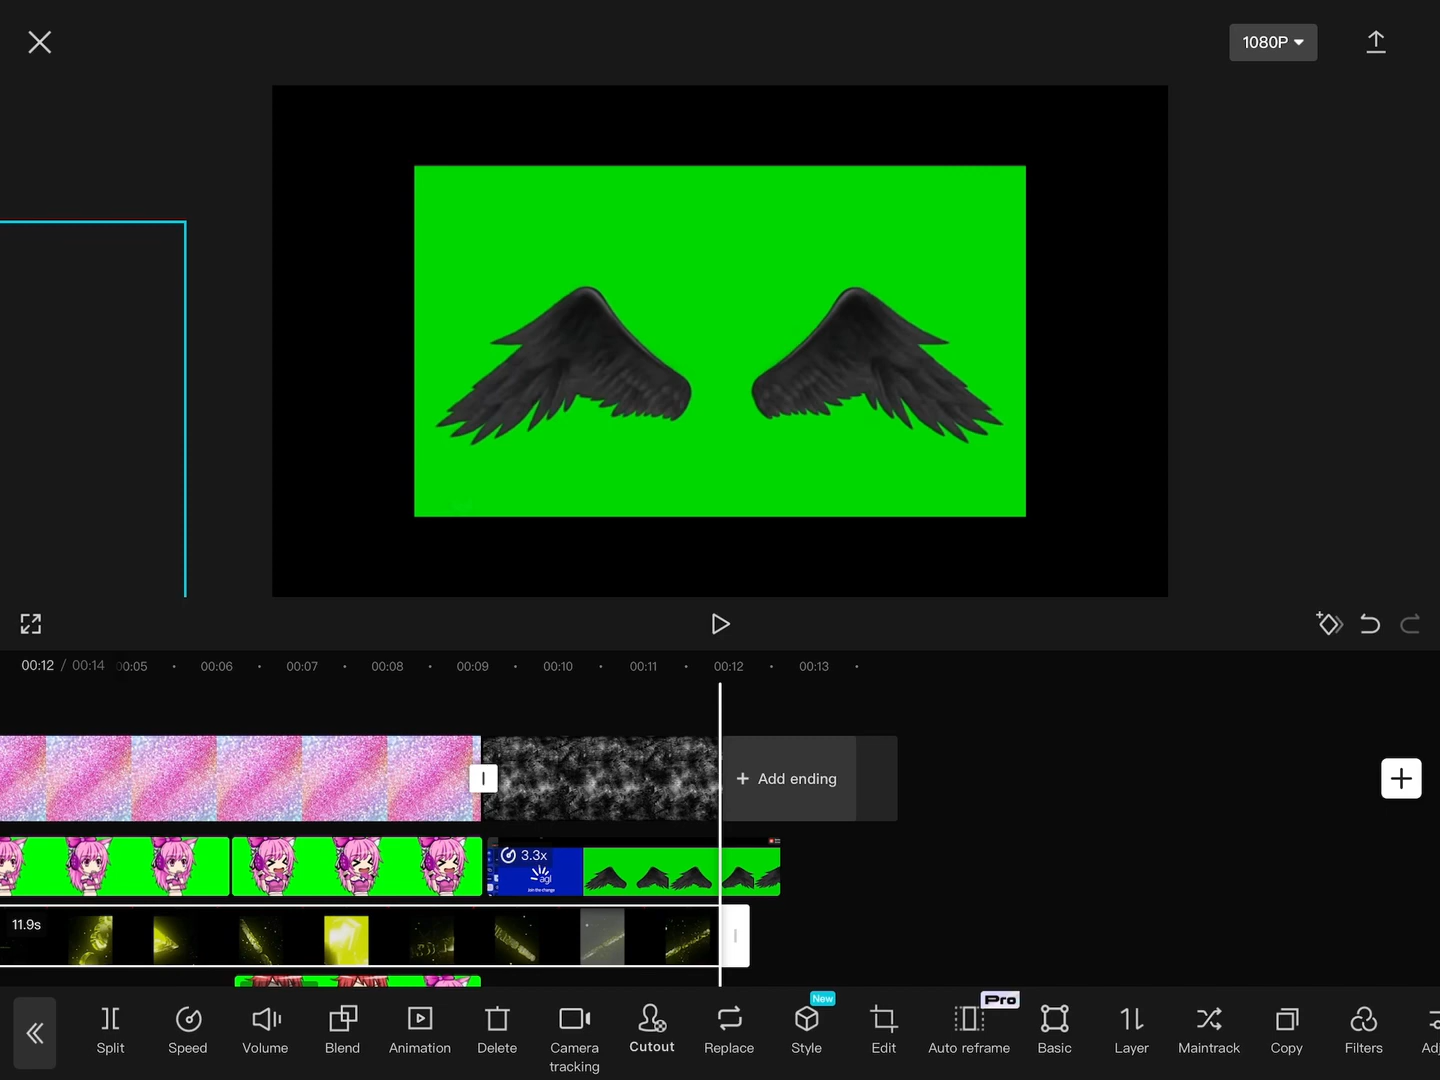 1080P
00:12 / 00:14
00:05
00:06
00:07
00:08
00:09
00:10
00:11
00:12
00:13
+ Add ending
3.3x
agl
Join the change
11.9s
New
Pro
Split
Speed
Volume
Blend
Animation
Delete
Camera
tracking
Cutout
Replace
Style
Edit
Auto reframe
Basic
Layer
Maintrack
Copy
Filters